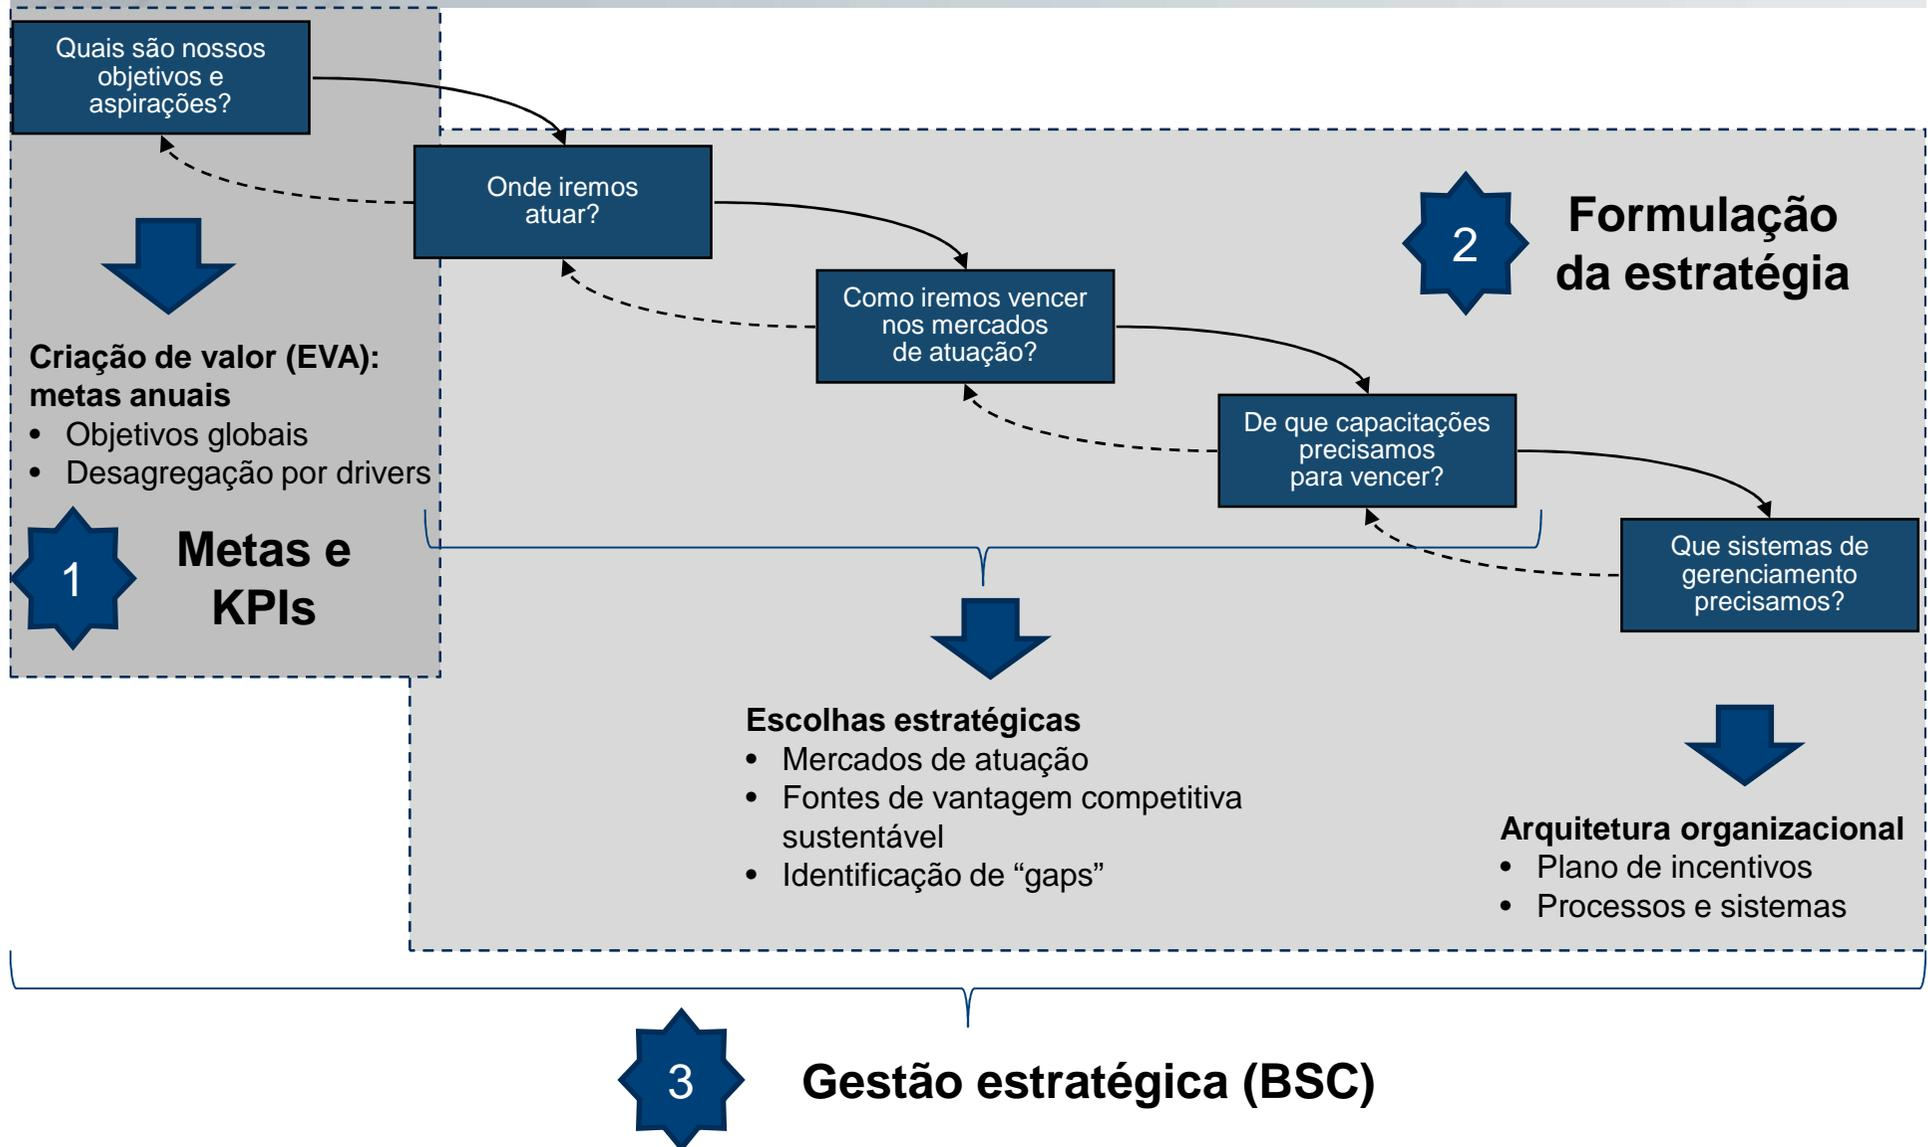 Quais são nossos
objetivos e
aspirações?
Onde iremos
atuar?
2
Formulação
da estratégia
Como iremos vencer
nos mercados
de atuação?
Criação de valor (EVA):
metas anuais
• Objetivos globais
• Desagregação por drivers
De que capacitações
precisamos
para vencer?
1
Metas e
KPIs
Que sistemas de
gerenciamento
precisamos?
Escolhas estratégicas
• Mercados de atuação
• Fontes de vantagem competitiva
sustentável
• Identificação de “gaps”
Arquitetura organizacional
• Plano de incentivos
• Processos e sistemas
3
Gestão estratégica (BSC)